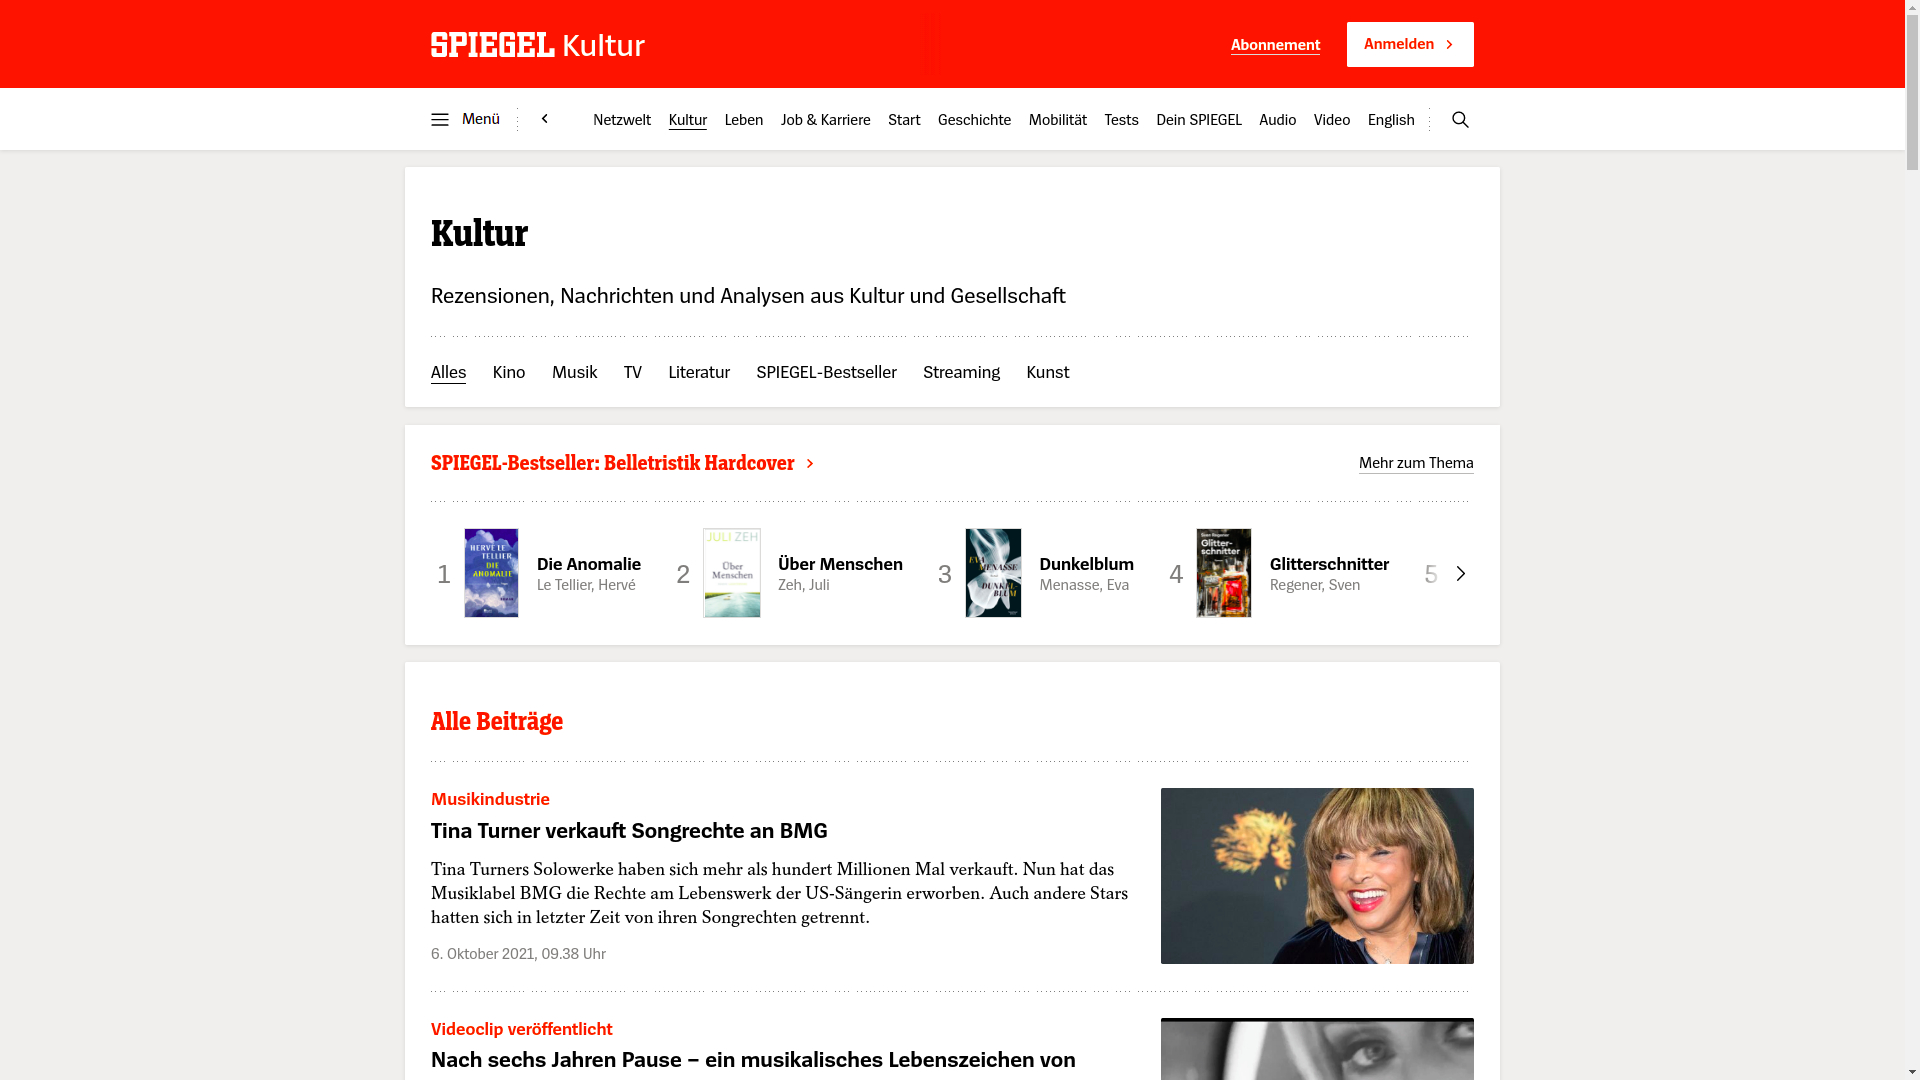 SPIEGEL Kultur
Abonnement
Anmelden
Menü
Netzwelt Kultur Leben Job & Karriere Start Geschichte Mobilität Tests Dein SPIEGEL Audio Video English
Kultur
Rezensionen, Nachrichten und Analysen aus Kultur und Gesellschaft
Alles Kino Musik TV Literatur SPIEGEL-Bestseller Streaming Kunst
SPIEGEL-Bestseller: Belletristik Hardcover
Mehr zum Thema
1
HERVÉ LE
TELLIER
DIE
ANOMALIE
Die Anomalie
Le Tellier, Hervé
2
JULI ZEH
Über
Menschen
Über Menschen
Zeh, Juli
3
EVA
MENASSE
DUNKEL
BLUM
Dunkelblum
Menasse, Eva
4
Sven Regener
Glitter-
schnitter
Glitterschnitter
Regener, Sven
5
Alle Beiträge
Musikindustrie
Tina Turner verkauft Songrechte an BMG
Tina Turners Solowerke haben sich mehr als hundert Millionen Mal verkauft. Nun hat das
Musiklabel BMG die Rechte am Lebenswerk der US-Sängerin erworben. Auch andere Stars
hatten sich in letzter Zeit von ihren Songrechten getrennt.
6. Oktober 2021, 09.38 Uhr
Videoclip veröffentlicht
Nach sechs Jahren Pause – ein musikalisches Lebenszeichen von